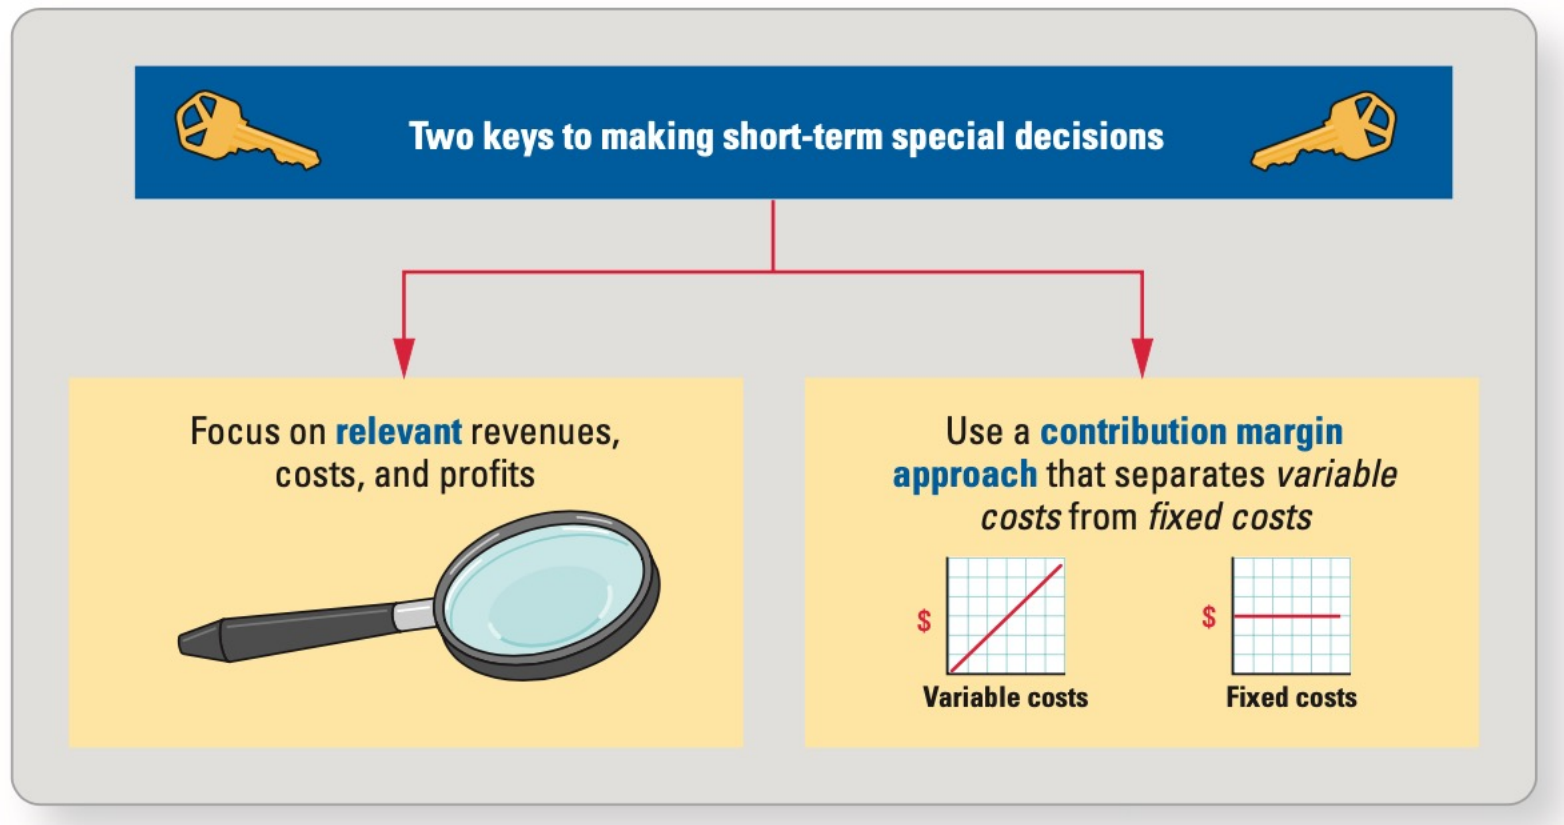 Two keys to making short-term special decisions
Focus on relevant revenues,
costs, and profits
Use a contribution margin
approach that separates variable
costs from fixed costs
$
Variable costs
$
Fixed costs